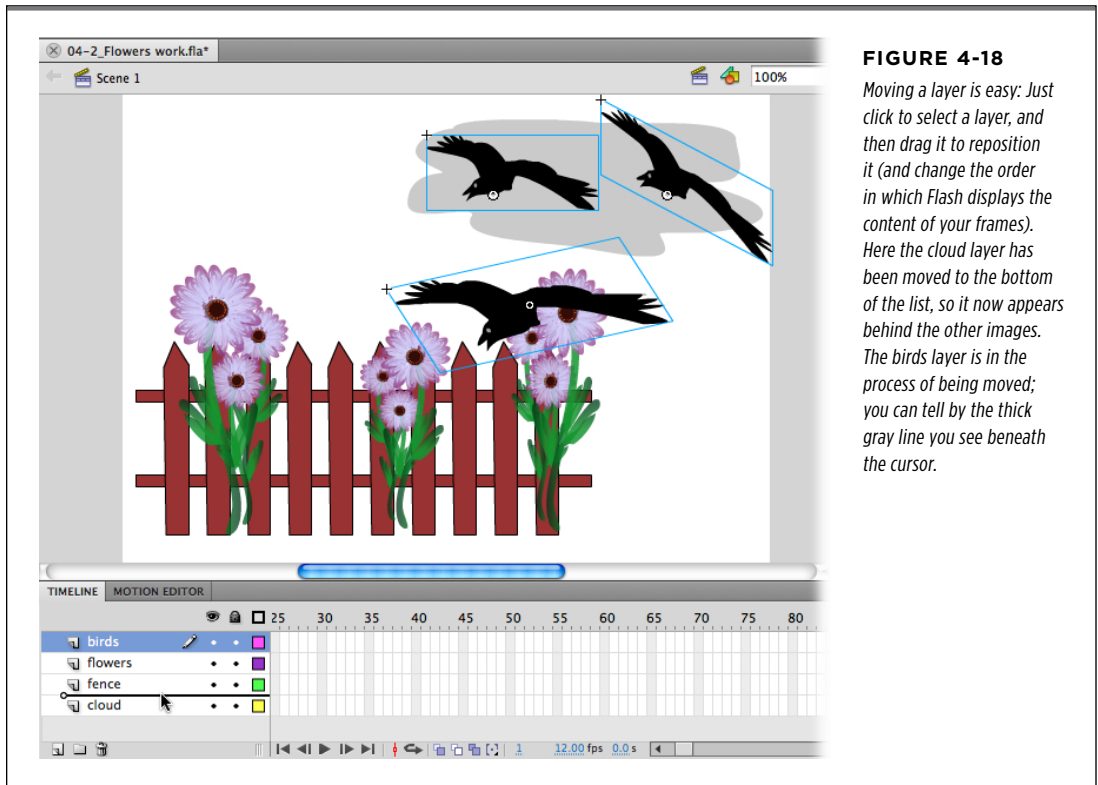 04-2_Flowers work.fla*
Scene 1
100%
TIMELINE MOTION EDITOR
25 30 35 40 45 50 55 60 65 70 75 80
birds
flowers
fence
cloud
1 12.00 fps 0.0 s
FIGURE 4-18
Moving a layer is easy: Just
click to select a layer, and
then drag it to reposition
it (and change the order
in which Flash displays the
content of your frames).
Here the cloud layer has
been moved to the bottom
of the list, so it now appears
behind the other images.
The birds layer is in the
process of being moved;
you can tell by the thick
gray line you see beneath
the cursor.